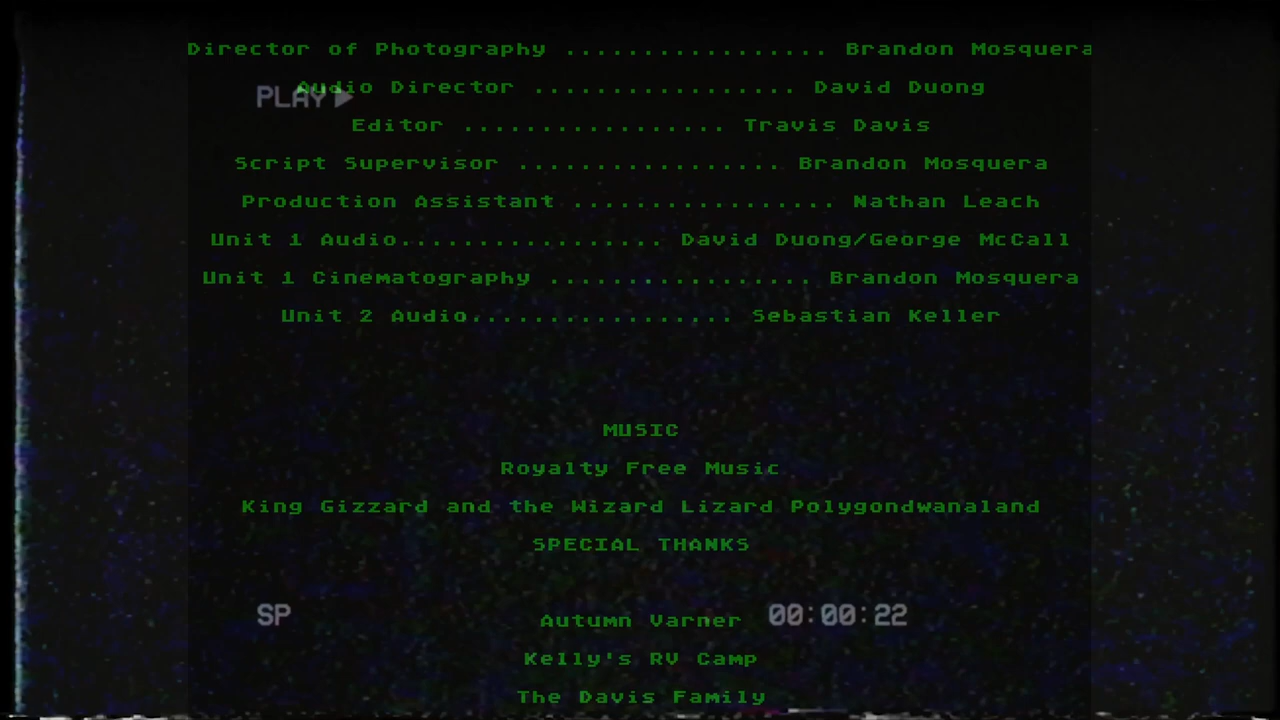 Director of Photography ................. Brandon Mosquera
PLAY
Audio Director ................. David Duong
Editor ................. Travis Davis
Script Supervisor ................. Brandon Mosquera
Production Assistant ................. Nathan Leach
Unit 1 Audio................. David Duong/George McCall
Unit 1 Cinematography ................. Brandon Mosquera
Unit 2 Audio................. Sebastian Keller
MUSIC
Royalty Free Music
King Gizzard and the Wizard Lizard Polygondwanaland
SPECIAL THANKS
SP
00:00:22
Autumn Varner
Kelly's RV Camp
The Davis Family